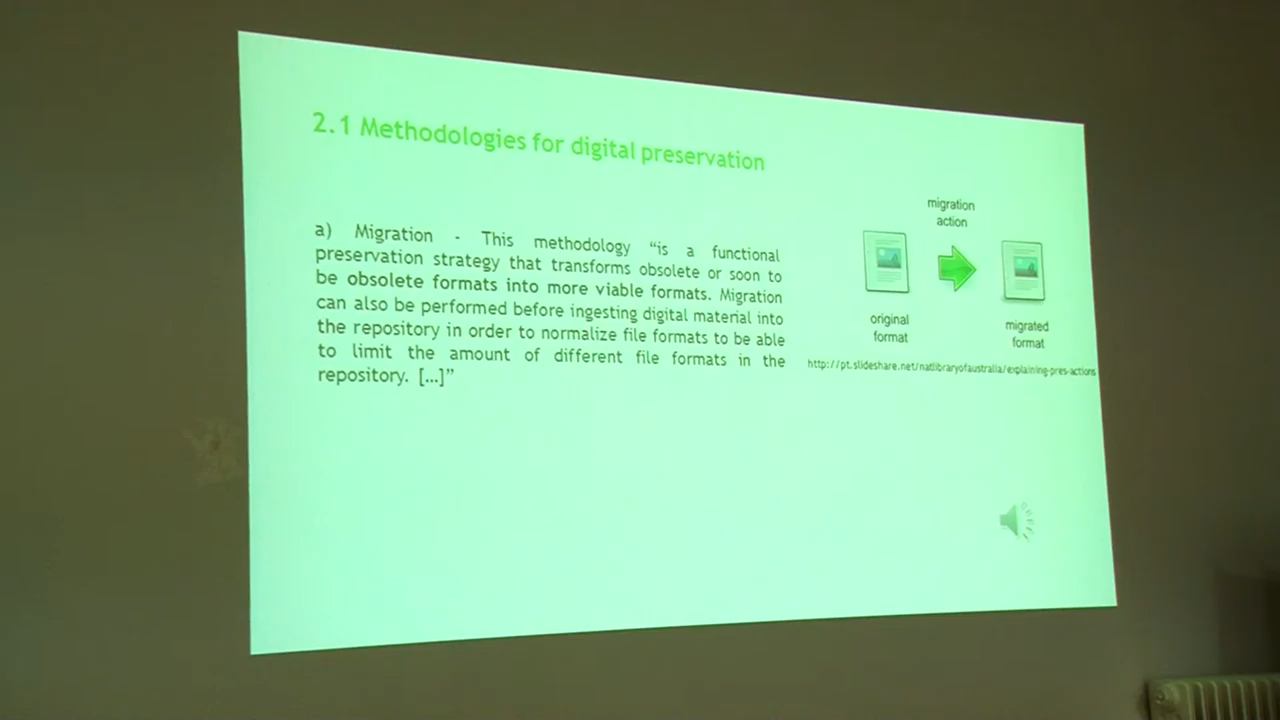 2.1 Methodologies for digital preservation
a) Migration - This methodology “is a functional
preservation strategy that transforms obsolete or soon to
be obsolete formats into more viable formats. Migration
can also be performed before ingesting digital material into
the repository in order to normalize file formats to be able
to limit the amount of different file formats in the
repository. […]”
migration
action
original
format
migrated
format
http://pt.slideshare.net/natlibraryofaustralia/explaining-pres-actions